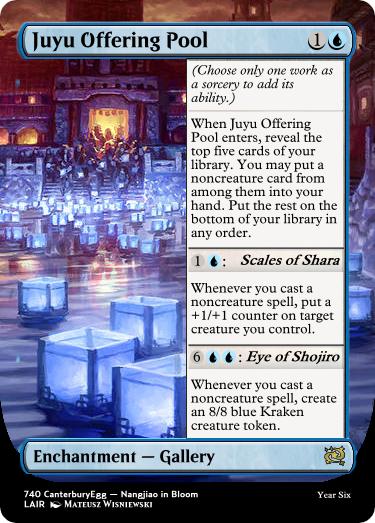 Juyu Offering Pool 1
(Choose only one work
as a sorcery to add its
ability.)
When Juyu Offering
Pool enters, reveal the
top five cards of your
library. You may put a
noncreature card from
among them into your
hand. Put the rest on the
bottom of your library in
any order.
1 : Scales of Shara
Whenever you cast a
noncreature spell, put a
+1/+1 counter on target
creature you control.
6 : Eye of Shojiro
Whenever you cast a
noncreature spell, create
an 8/8 blue Kraken
creature token.
Enchantment — Gallery
740 CanterburyEgg — Nangjiao in Bloom
Year Six
LAIR Mateusz Wisniewski